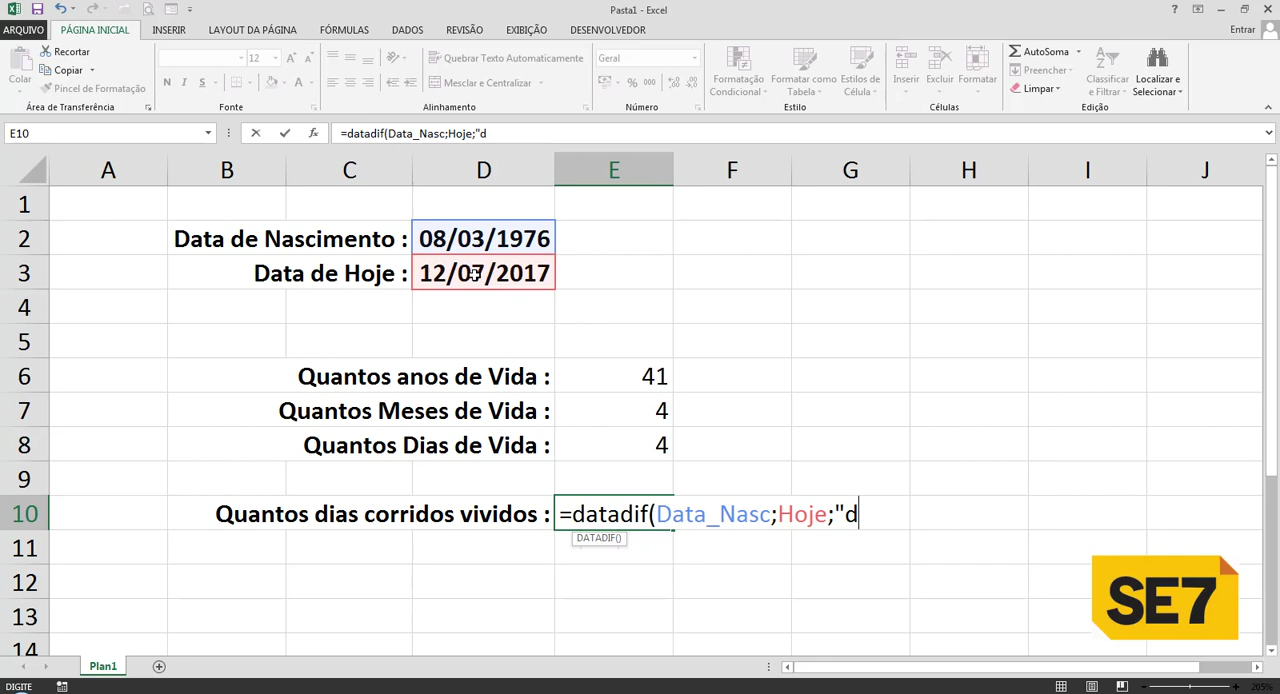 Pasta1 - Excel
ARQUIVO PÁGINA INICIAL INSERIR LAYOUT DA PÁGINA FÓRMULAS DADOS REVISÃO EXIBIÇÃO DESENVOLVEDOR Entrar
Colar
Recortar
Copiar
Pincel de Formatação
Área de Transferência
12
N I S
Fonte
Quebrar Texto Automaticamente
Mesclar e Centralizar
Alinhamento
Geral
% 000
Número
Formatação Condicional
Formatar como Tabela
Estilos de Célula
Estilo
Inserir Excluir Formatar
Células
AutoSoma
Preencher
Limpar
Classificar e Filtrar
Localizar e Selecionar
Edição
E10 fx =datadif(Data_Nasc;Hoje;"d
A B C D E F G H I J
1
2 Data de Nascimento : 08/03/1976
3 Data de Hoje : 12/07/2017
4
5
6 Quantos anos de Vida : 41
7 Quantos Meses de Vida : 4
8 Quantos Dias de Vida : 4
9
10 Quantos dias corridos vividos : =datadif(Data_Nasc;Hoje;"d
DATADIF()
11
12
13
14
SE7
Plan1
DIGITE 205%